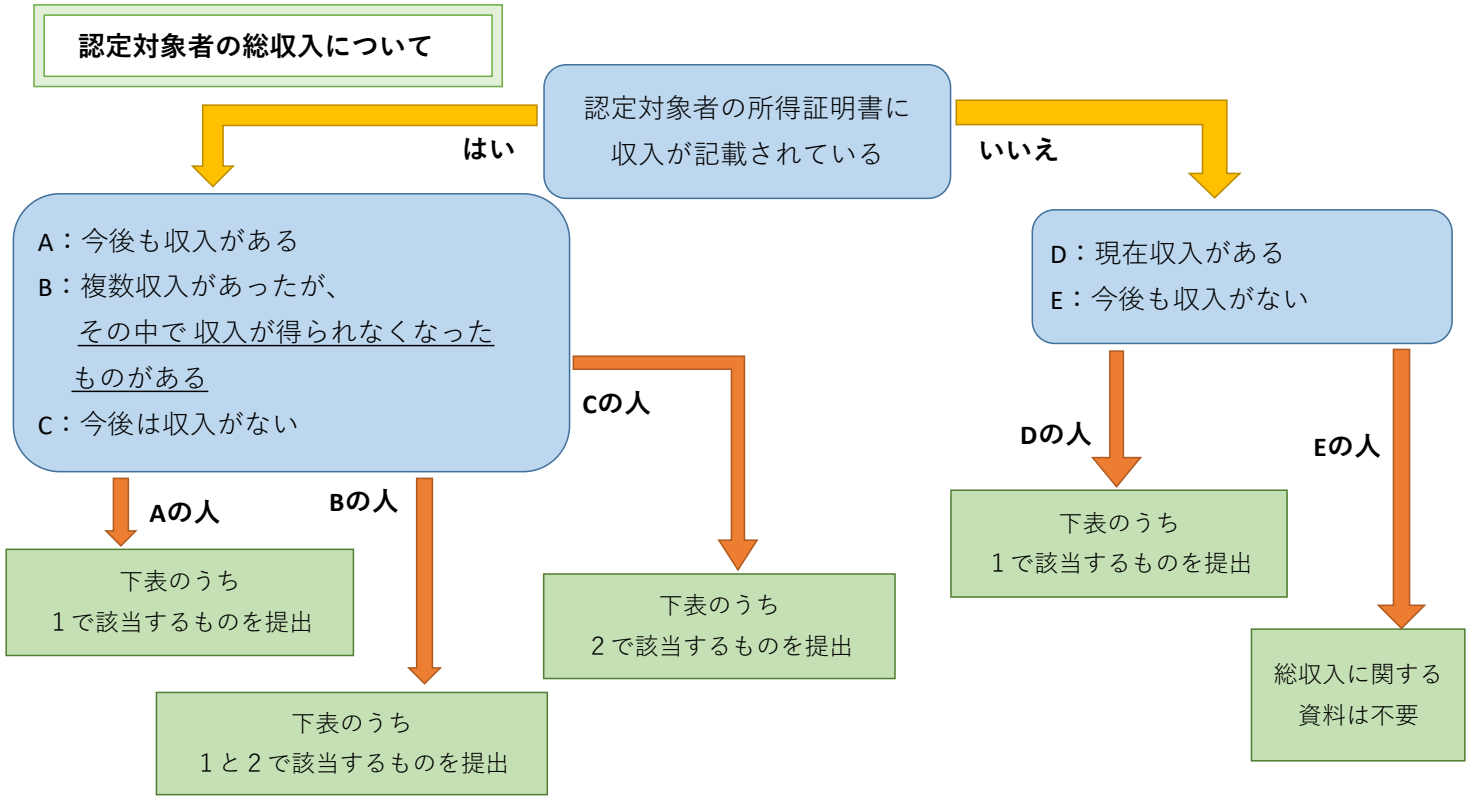 認定対象者の総収入について
認定対象者の所得証明書に
収入が記載されている
はい
いいえ
A：今後も収入がある
B：複数収入があったが、
その中で 収入が得られなくなった
ものがある
C：今後は収入がない
D：現在収入がある
E：今後も収入がない
Aの人
Bの人
Cの人
Dの人
Eの人
下表のうち
１で該当するものを提出
下表のうち
１と２で該当するものを提出
下表のうち
２で該当するものを提出
下表のうち
１で該当するものを提出
総収入に関する
資料は不要